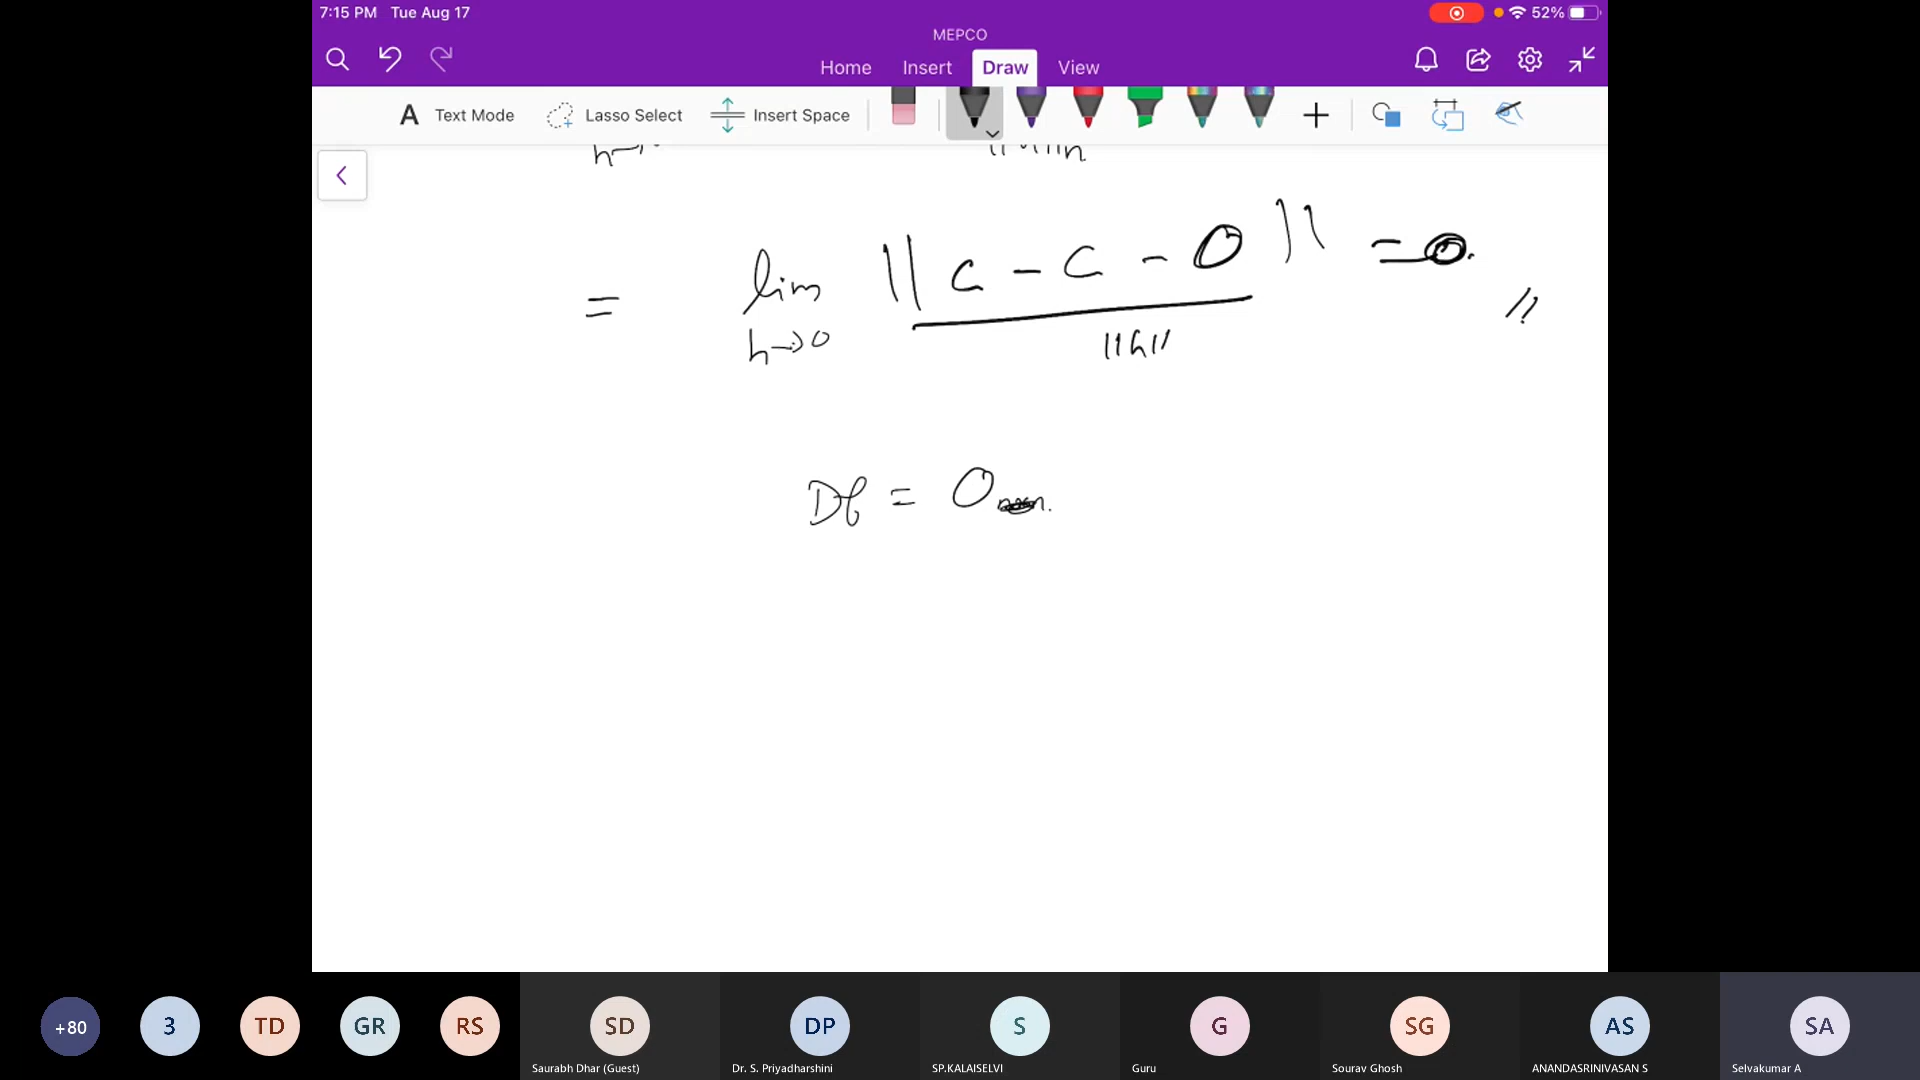 7:15 PM Tue Aug 17
52%
MEPCO
Home Insert Draw View
A Text Mode Lasso Select Insert Space
h→
= lim || c - c - O || = 0.
h→0 ||h||
//
Df = O
+80 3 TD GR RS SD DP S G SG AS SA
Saurabh Dhar (Guest) Dr. S. Priyadharshini SP.KALAISELVI Guru Sourav Ghosh ANANDASRINIVASAN S Selvakumar A